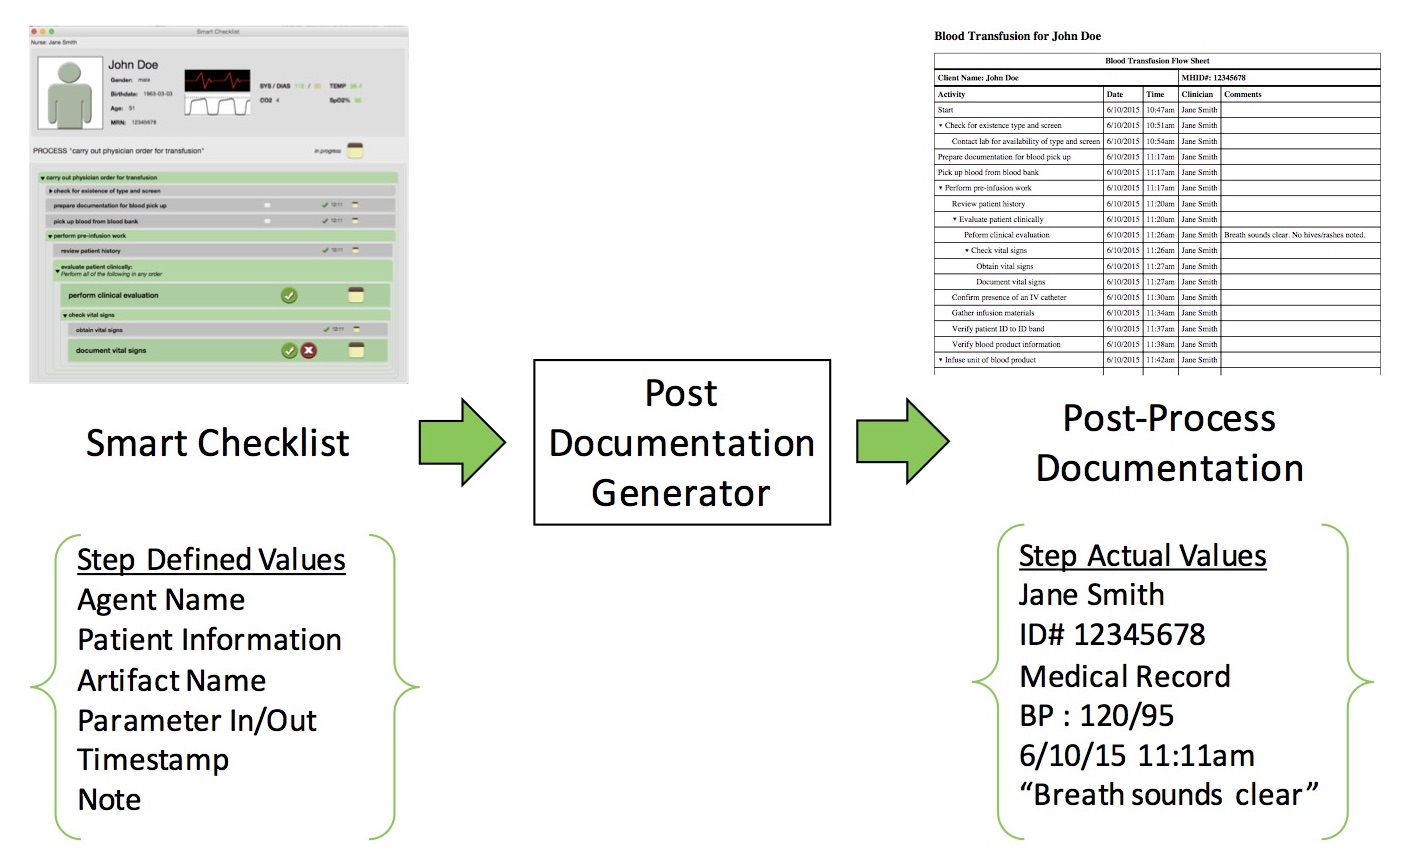 Smart Checklist
Nurse: Jane Smith
John Doe
Gender: male
Birthdate: 1963-03-03
Age: 51
MRN: 12345678
SYS / DIAS
TEMP
CO2 4
SpO2%
PROCESS "carry out physician order for transfusion"
in progress
carry out physician order for transfusion
check for existence of type and screen
prepare documentation for blood pick up
pick up blood from blood bank
perform pre-infusion work
review patient history
evaluate patient clinically:
Perform all of the following in any order
perform clinical evaluation
check vital signs
obtain vital signs
document vital signs
Smart Checklist
Post
Documentation
Generator
Blood Transfusion for John Doe
Blood Transfusion Flow Sheet
Client Name: John Doe MHID#: 12345678
Activity Date Time Clinician Comments
Start 6/10/2015 10:47am Jane Smith
Check for existence type and screen 6/10/2015 10:51am Jane Smith
Contact lab for availability of type and screen 6/10/2015 10:54am Jane Smith
Prepare documentation for blood pick up 6/10/2015 11:17am Jane Smith
Pick up blood from blood bank 6/10/2015 11:17am Jane Smith
Perform pre-infusion work 6/10/2015 11:17am Jane Smith
Review patient history 6/10/2015 11:20am Jane Smith
Evaluate patient clinically 6/10/2015 11:20am Jane Smith
Peform clinical evaluation 6/10/2015 11:26am Jane Smith Breath sounds clear. No hives/rashes noted.
Check vital signs 6/10/2015 11:26am Jane Smith
Obtain vital signs 6/10/2015 11:27am Jane Smith
Document vital signs 6/10/2015 11:27am Jane Smith
Confirm presence of an IV catheter 6/10/2015 11:30am Jane Smith
Gather infusion materials 6/10/2015 11:34am Jane Smith
Verify patient ID to ID band 6/10/2015 11:37am Jane Smith
Verify blood product information 6/10/2015 11:38am Jane Smith
Infuse unit of blood product 6/10/2015 11:42am Jane Smith
Post-Process
Documentation
Step Defined Values
Agent Name
Patient Information
Artifact Name
Parameter In/Out
Timestamp
Note
Step Actual Values
Jane Smith
ID# 12345678
Medical Record
BP : 120/95
6/10/15 11:11am
“Breath sounds clear”